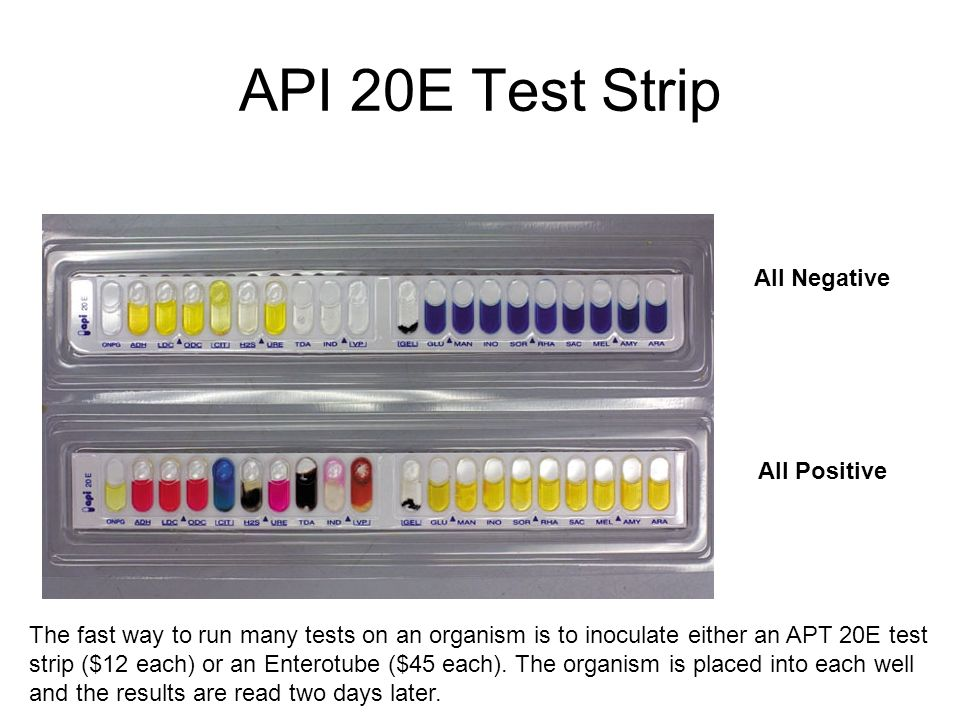 API 20E Test Strip
All Negative
api 20 E
ONPG ADH LDC ▲ ODC |CIT| H2S ▲ URE TDA IND ▲ |VP| |GEL| GLU ▲ MAN INO SOR ▲ RHA SAC MEL ▲ AMY ARA
All Positive
api 20 E
ONPG ADH LDC ▲ ODC |CIT| H2S ▲ URE TDA IND ▲ |VP| |GEL| GLU ▲ MAN INO SOR ▲ RHA SAC MEL ▲ AMY ARA
The fast way to run many tests on an organism is to inoculate either an APT 20E test
strip ($12 each) or an Enterotube ($45 each). The organism is placed into each well
and the results are read two days later.